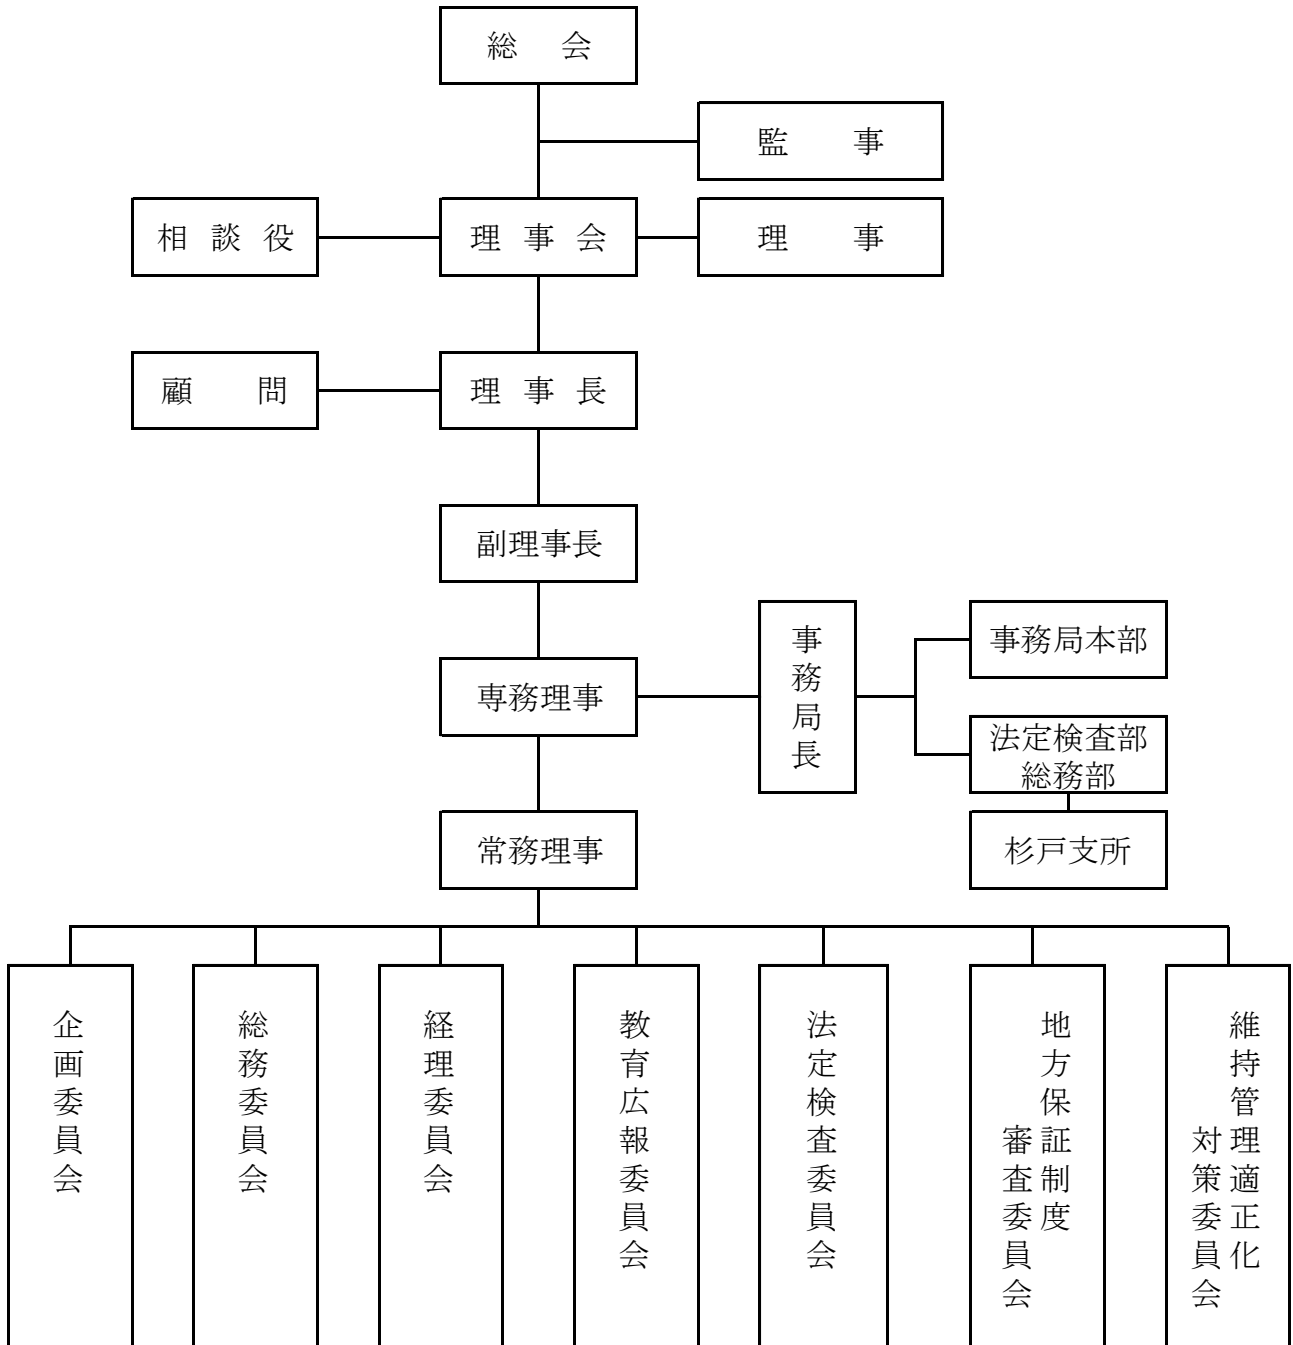 総　会
監　事
相談役
理事会
理　事
顧　問
理事長
副理事長
専務理事
事務局長
事務局本部
法定検査部
総務部
杉戸支所
常務理事
企画委員会
総務委員会
経理委員会
教育広報委員会
法定検査委員会
地方保証制度
審査委員会
維持管理適正化
対策委員会